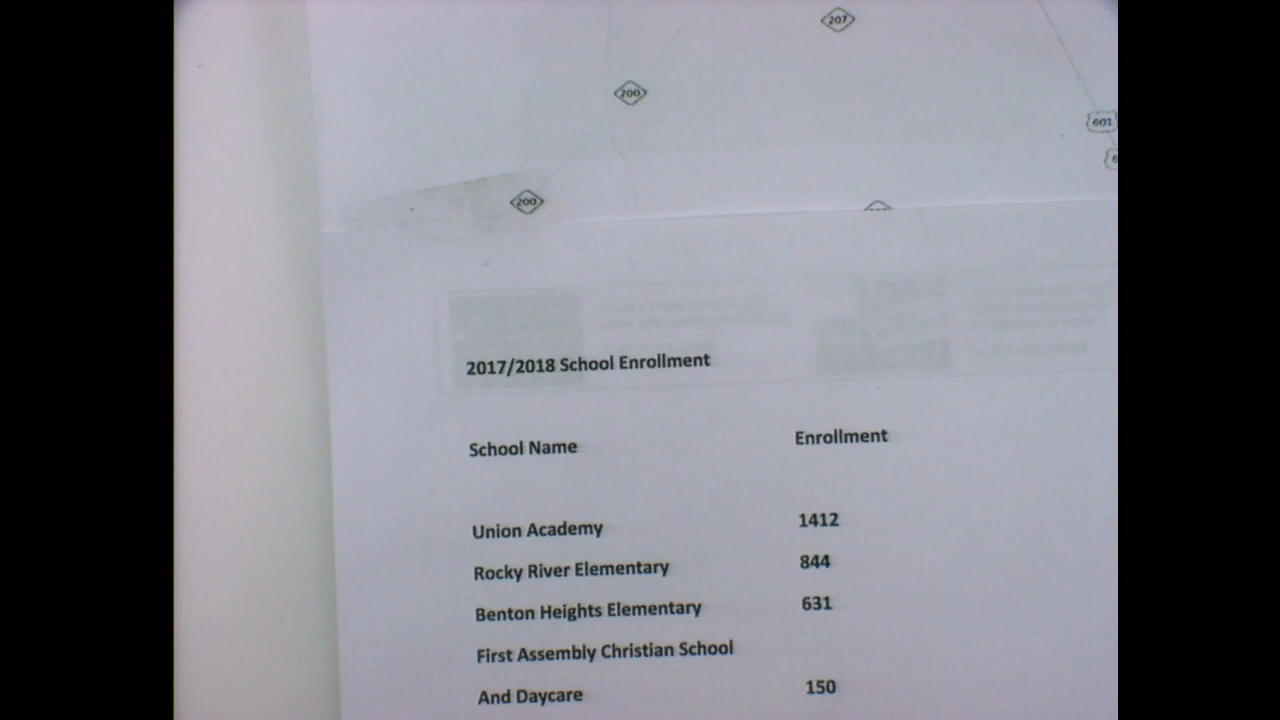 207
200
601
6
200
2017/2018 School Enrollment
School Name Enrollment
Union Academy 1412
Rocky River Elementary 844
Benton Heights Elementary 631
First Assembly Christian School
And Daycare 150